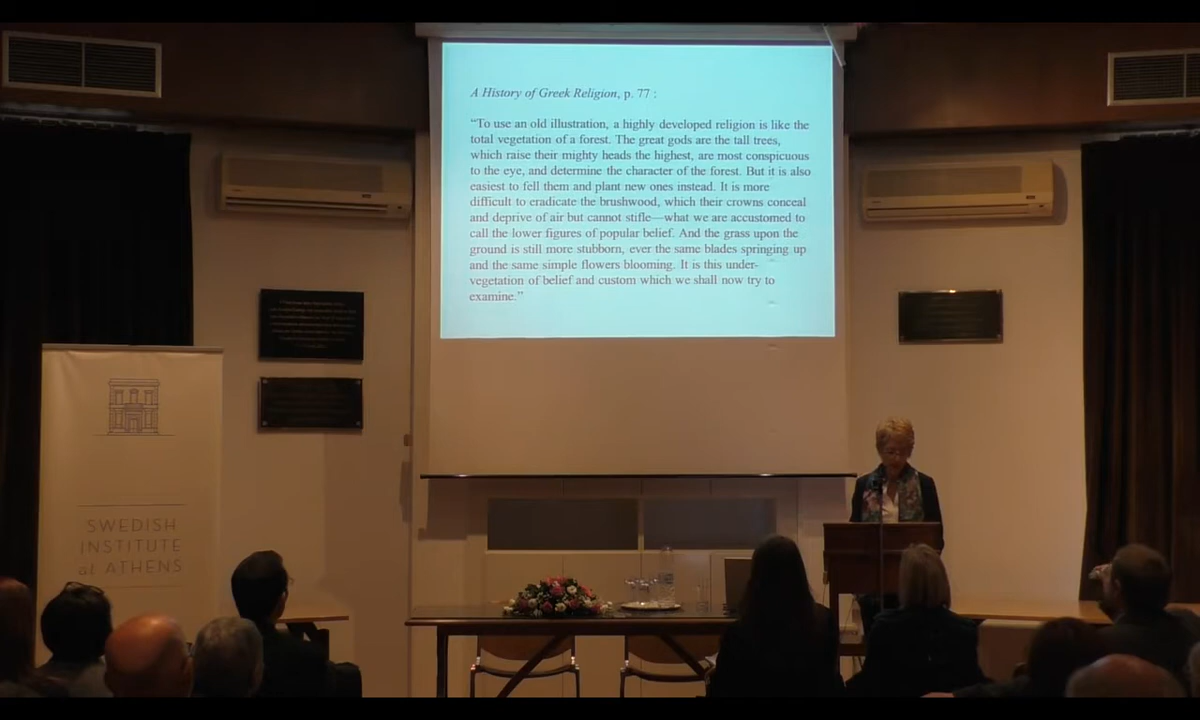 A History of Greek Religion, p. 77 :
“To use an old illustration, a highly developed religion is like the
total vegetation of a forest. The great gods are the tall trees,
which raise their mighty heads the highest, are most conspicuous
to the eye, and determine the character of the forest. But it is also
easiest to fell them and plant new ones instead. It is more
difficult to eradicate the brushwood, which their crowns conceal
and deprive of air but cannot stifle—what we are accustomed to
call the lower figures of popular belief. And the grass upon the
ground is still more stubborn, ever the same blades springing up
and the same simple flowers blooming. It is this under-
vegetation of belief and custom which we shall now try to
examine.”
SWEDISH
INSTITUTE
at ATHENS